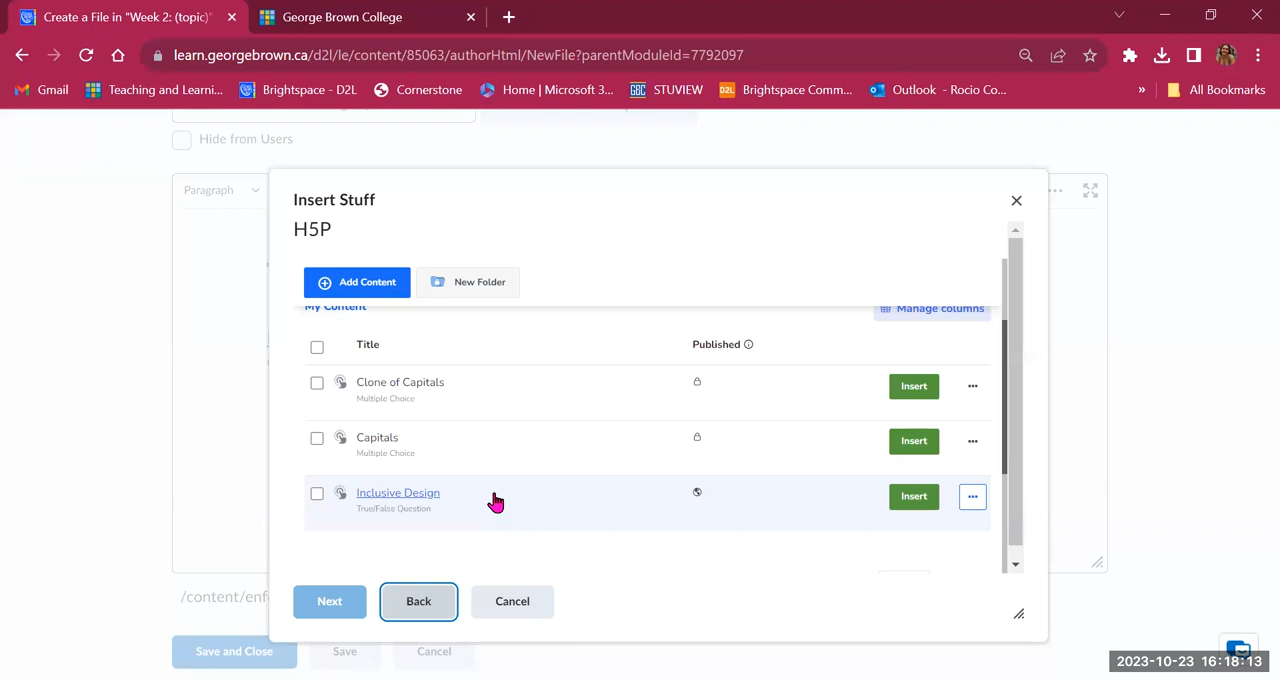 Create a File in "Week 2: (topic)"
George Brown College
learn.georgebrown.ca/d2l/le/content/85063/authorHtml/NewFile?parentModuleId=7792097
Gmail
Teaching and Learni...
Brightspace - D2L
Cornerstone
Home | Microsoft 3...
GBC
STUVIEW
D2L
Brightspace Comm...
Outlook - Rocio Co...
»
All Bookmarks
Hide from Users
Paragraph
Insert Stuff
H5P
Add Content
New Folder
My Content
Manage columns
Title
Published
Clone of Capitals
Multiple Choice
Insert
Capitals
Multiple Choice
Insert
Inclusive Design
True/False Question
Insert
/content/enf
Next
Back
Cancel
Save and Close
Save
Cancel
2023-10-23 16:18:13